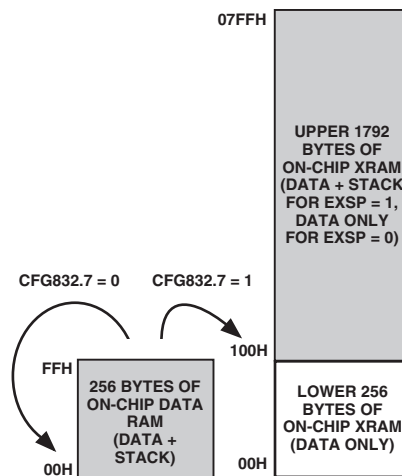 07FFH
UPPER 1792
BYTES OF
ON-CHIP XRAM
(DATA + STACK
FOR EXSP = 1,
DATA ONLY
FOR EXSP = 0)
CFG832.7 = 0
CFG832.7 = 1
100H
FFH
256 BYTES OF
ON-CHIP DATA
RAM
(DATA +
STACK)
00H
LOWER 256
BYTES OF
ON-CHIP XRAM
(DATA ONLY)
00H